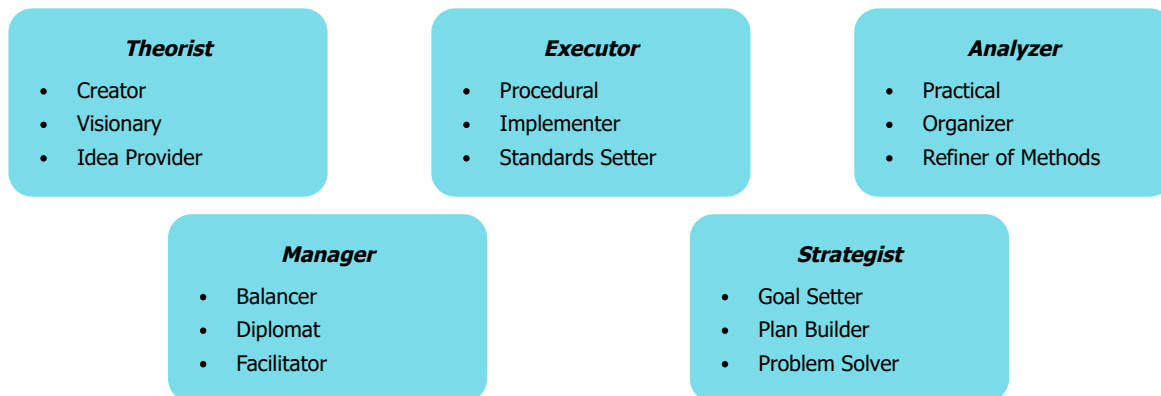 Theorist
• Creator
• Visionary
• Idea Provider
Executor
• Procedural
• Implementer
• Standards Setter
Analyzer
• Practical
• Organizer
• Refiner of Methods
Manager
• Balancer
• Diplomat
• Facilitator
Strategist
• Goal Setter
• Plan Builder
• Problem Solver